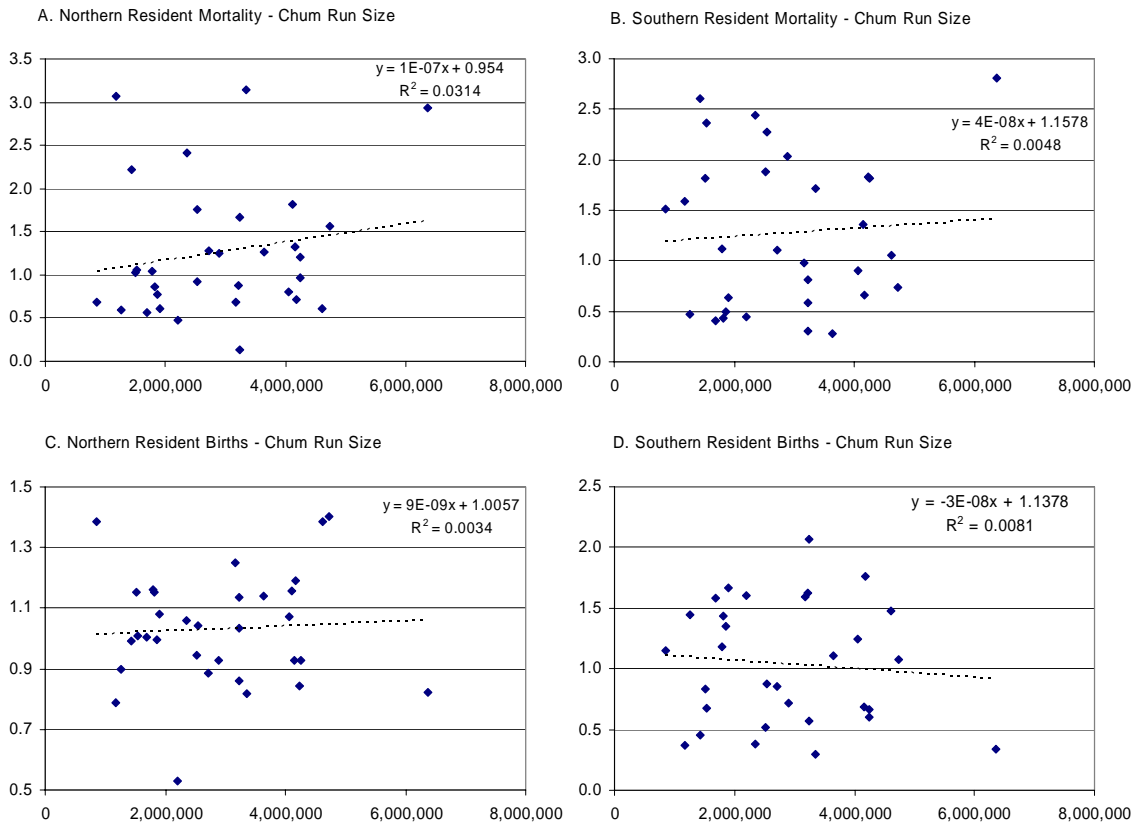 A. Northern Resident Mortality - Chum Run Size
3.5
3.0
2.5
2.0
1.5
1.0
0.5
0.0
y = 1E-07x + 0.954
R² = 0.0314
0 2,000,000 4,000,000 6,000,000 8,000,000
B. Southern Resident Mortality - Chum Run Size
3.0
2.5
2.0
1.5
1.0
0.5
0.0
y = 4E-08x + 1.1578
R² = 0.0048
0 2,000,000 4,000,000 6,000,000 8,000,000
C. Northern Resident Births - Chum Run Size
1.5
1.3
1.1
0.9
0.7
0.5
y = 9E-09x + 1.0057
R² = 0.0034
0 2,000,000 4,000,000 6,000,000 8,000,000
D. Southern Resident Births - Chum Run Size
2.5
2.0
1.5
1.0
0.5
0.0
y = -3E-08x + 1.1378
R² = 0.0081
0 2,000,000 4,000,000 6,000,000 8,000,000